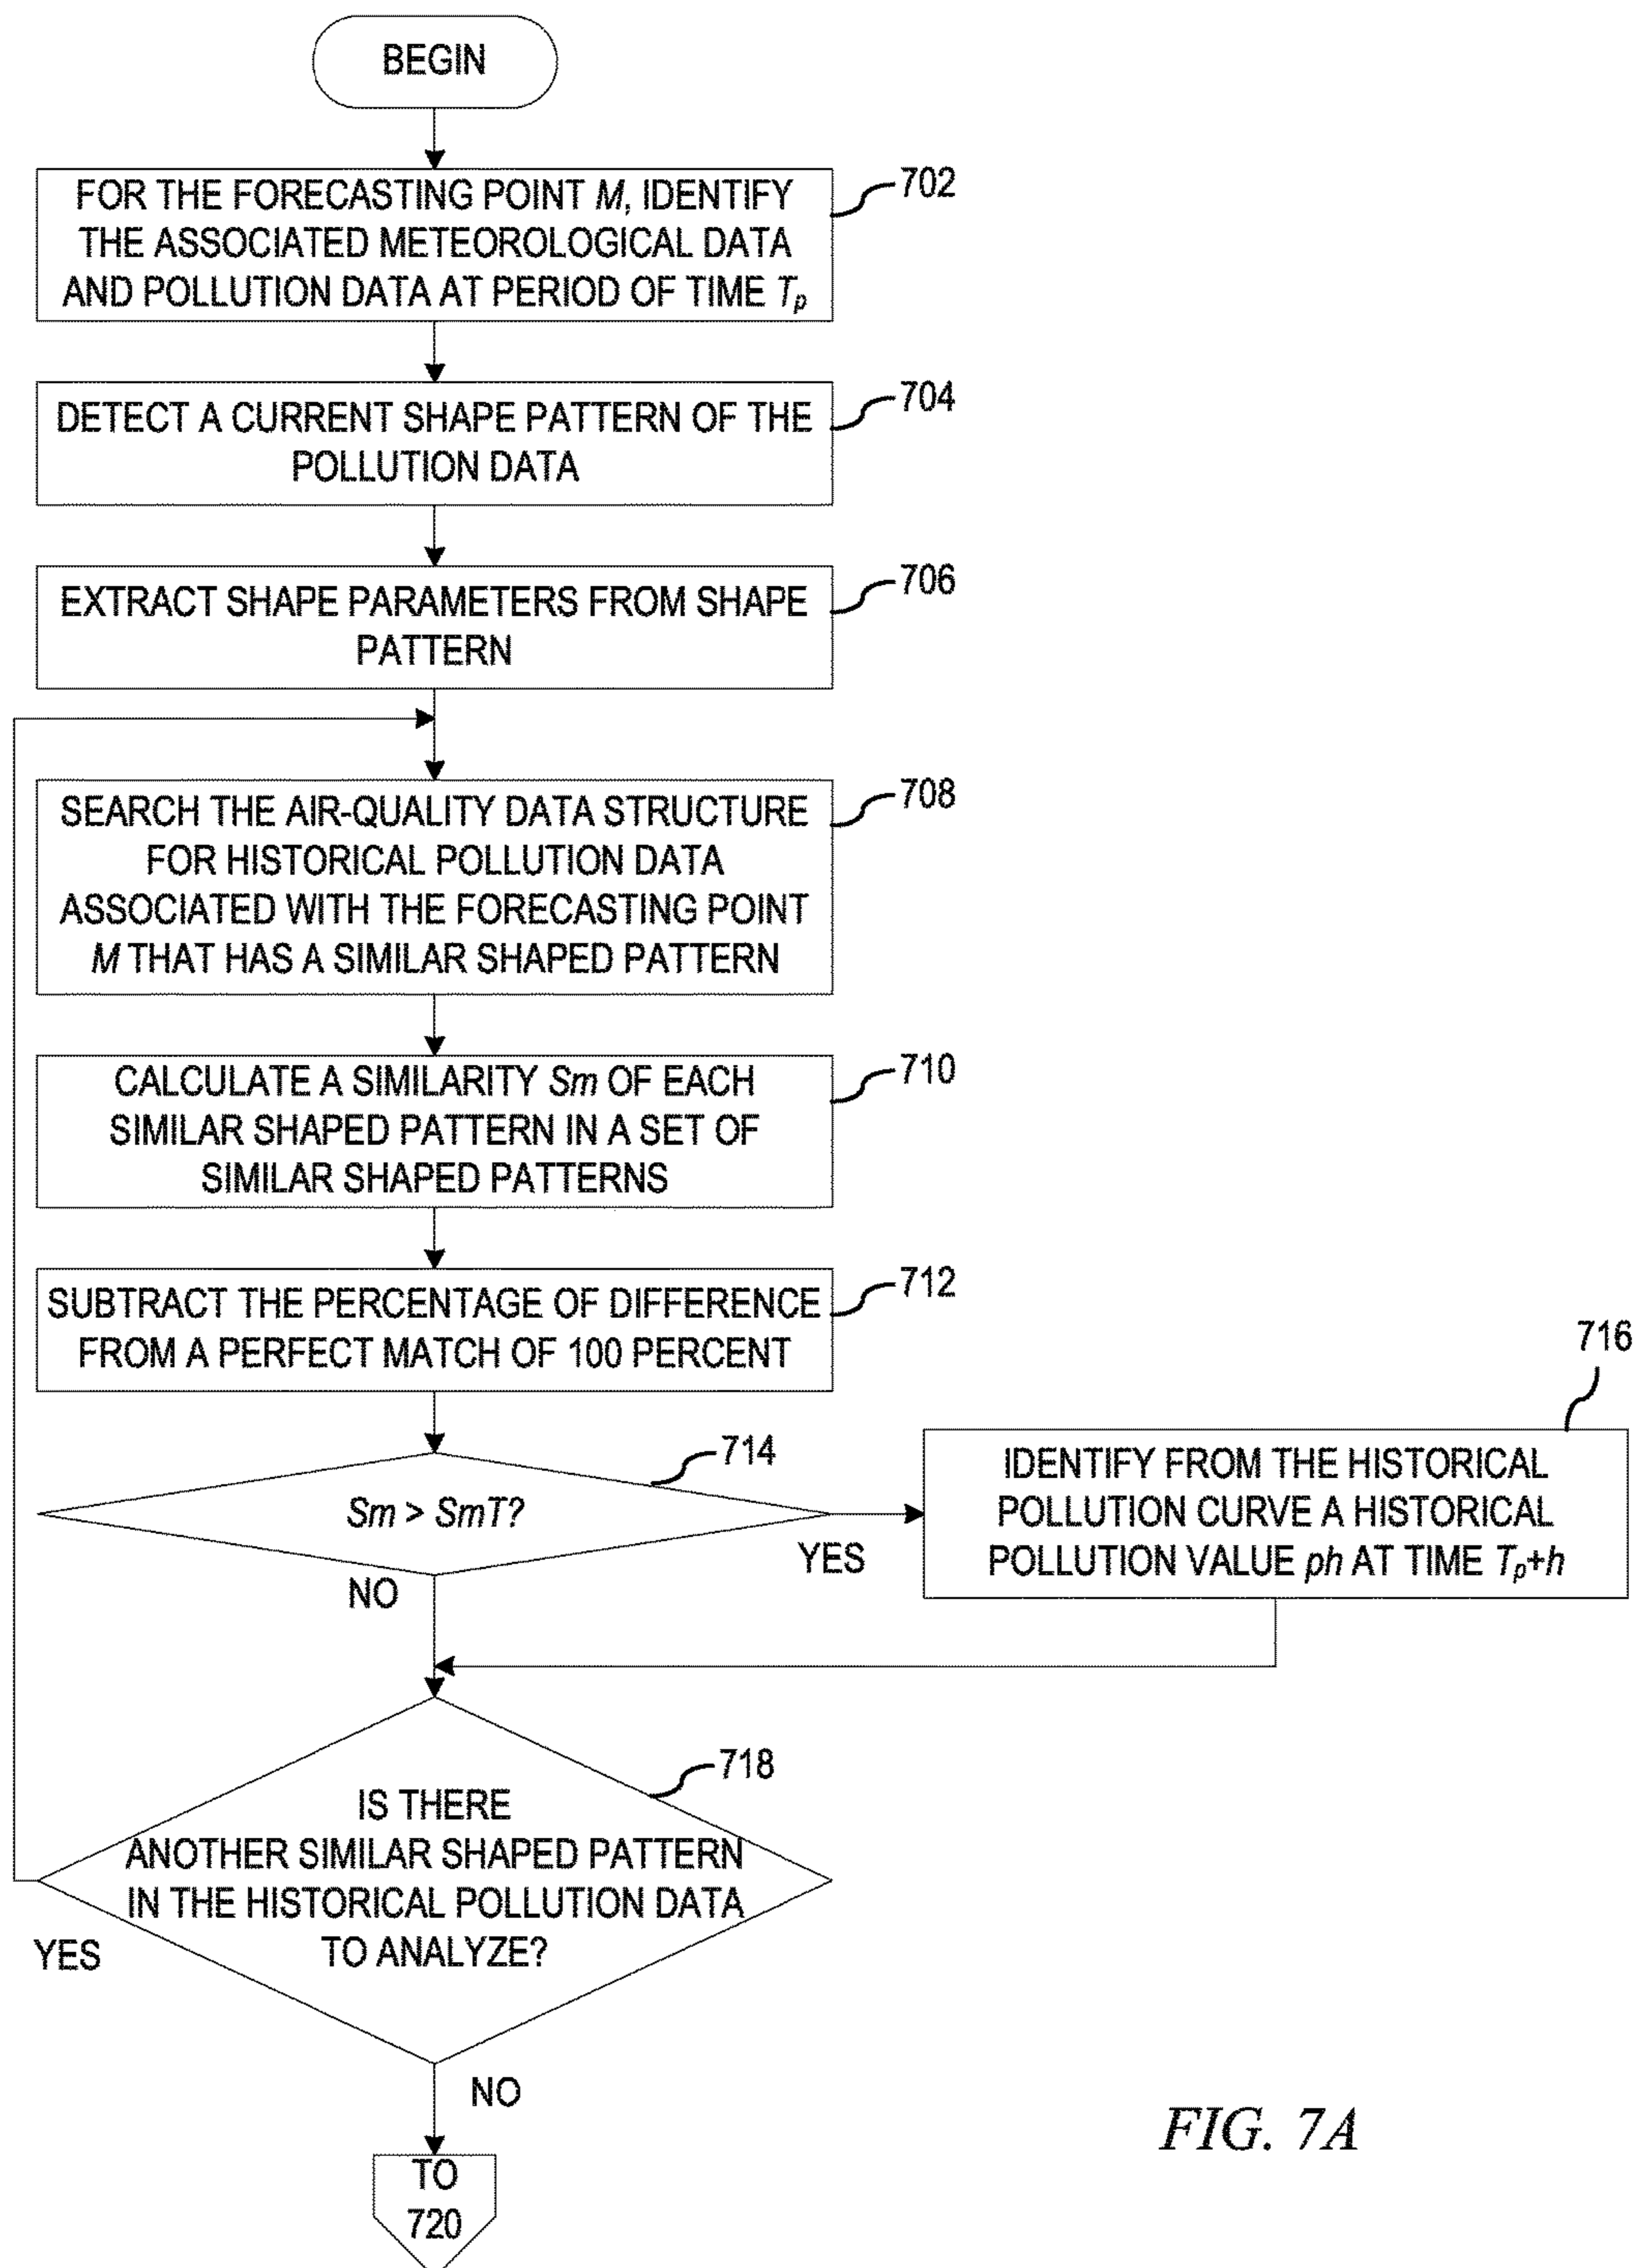 BEGIN
FOR THE FORECASTING POINT M, IDENTIFY
THE ASSOCIATED METEOROLOGICAL DATA
AND POLLUTION DATA AT PERIOD OF TIME Tp
702
DETECT A CURRENT SHAPE PATTERN OF THE
POLLUTION DATA
704
EXTRACT SHAPE PARAMETERS FROM SHAPE
PATTERN
706
SEARCH THE AIR-QUALITY DATA STRUCTURE
FOR HISTORICAL POLLUTION DATA
ASSOCIATED WITH THE FORECASTING POINT
M THAT HAS A SIMILAR SHAPED PATTERN
708
CALCULATE A SIMILARITY Sm OF EACH
SIMILAR SHAPED PATTERN IN A SET OF
SIMILAR SHAPED PATTERNS
710
SUBTRACT THE PERCENTAGE OF DIFFERENCE
FROM A PERFECT MATCH OF 100 PERCENT
712
Sm > SmT?
714
YES
NO
716
IDENTIFY FROM THE HISTORICAL
POLLUTION CURVE A HISTORICAL
POLLUTION VALUE ph AT TIME Tp+h
IS THERE
ANOTHER SIMILAR SHAPED PATTERN
IN THE HISTORICAL POLLUTION DATA
TO ANALYZE?
718
YES
NO
TO
720
FIG. 7A